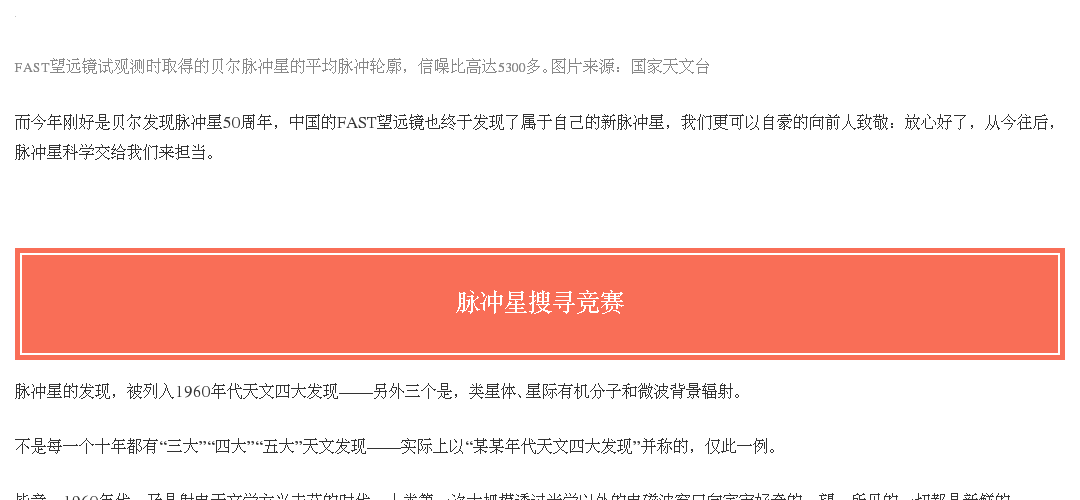 FAST望远镜试观测时取得的贝尔脉冲星的平均脉冲轮廓，信噪比高达5300多。图片来源：国家天文台
而今年刚好是贝尔发现脉冲星50周年，中国的FAST望远镜也终于发现了属于自己的新脉冲星，我们更可以自豪的向前人致敬：放心好了，从今往后，
脉冲星科学交给我们来担当。
脉冲星搜寻竞赛
脉冲星的发现，被列入1960年代天文四大发现——另外三个是，类星体、星际有机分子和微波背景辐射。
不是每一个十年都有“三大”“四大”“五大”天文发现——实际上以“某某年代天文四大发现”并称的，仅此一例。